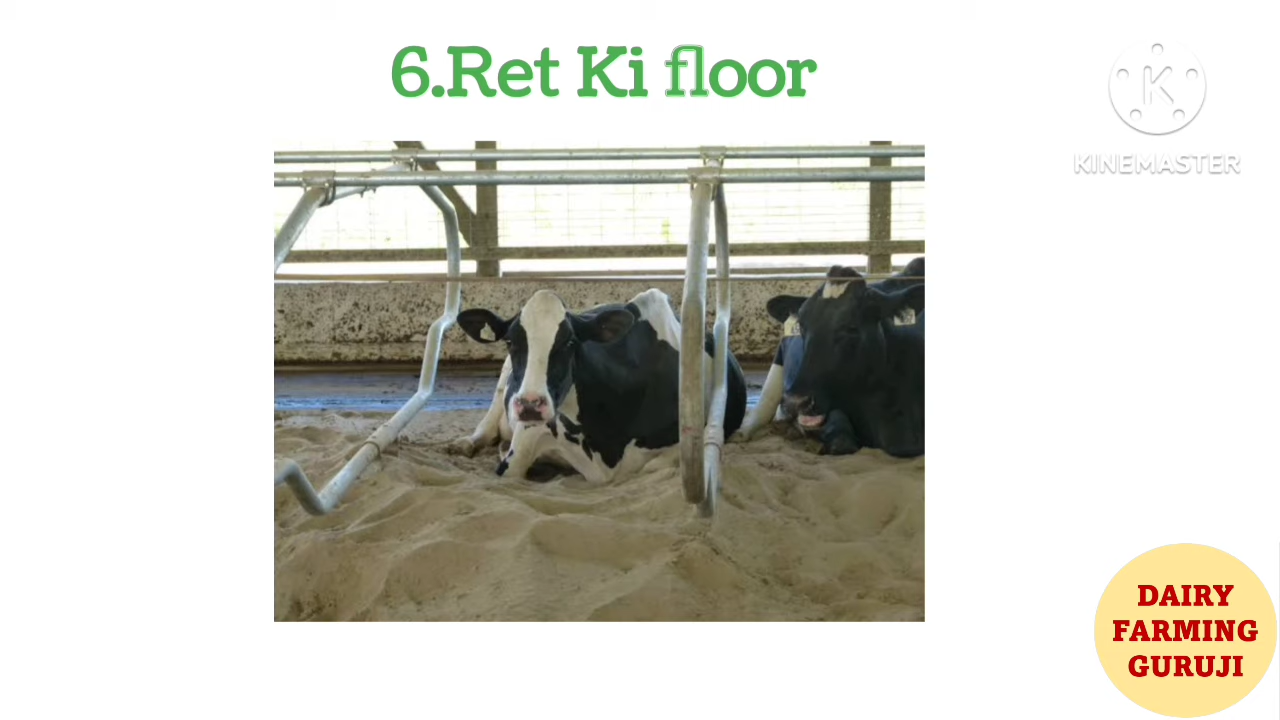 6.Ret Ki floor
K
KINEMASTER
DAIRY
FARMING
GURUJI